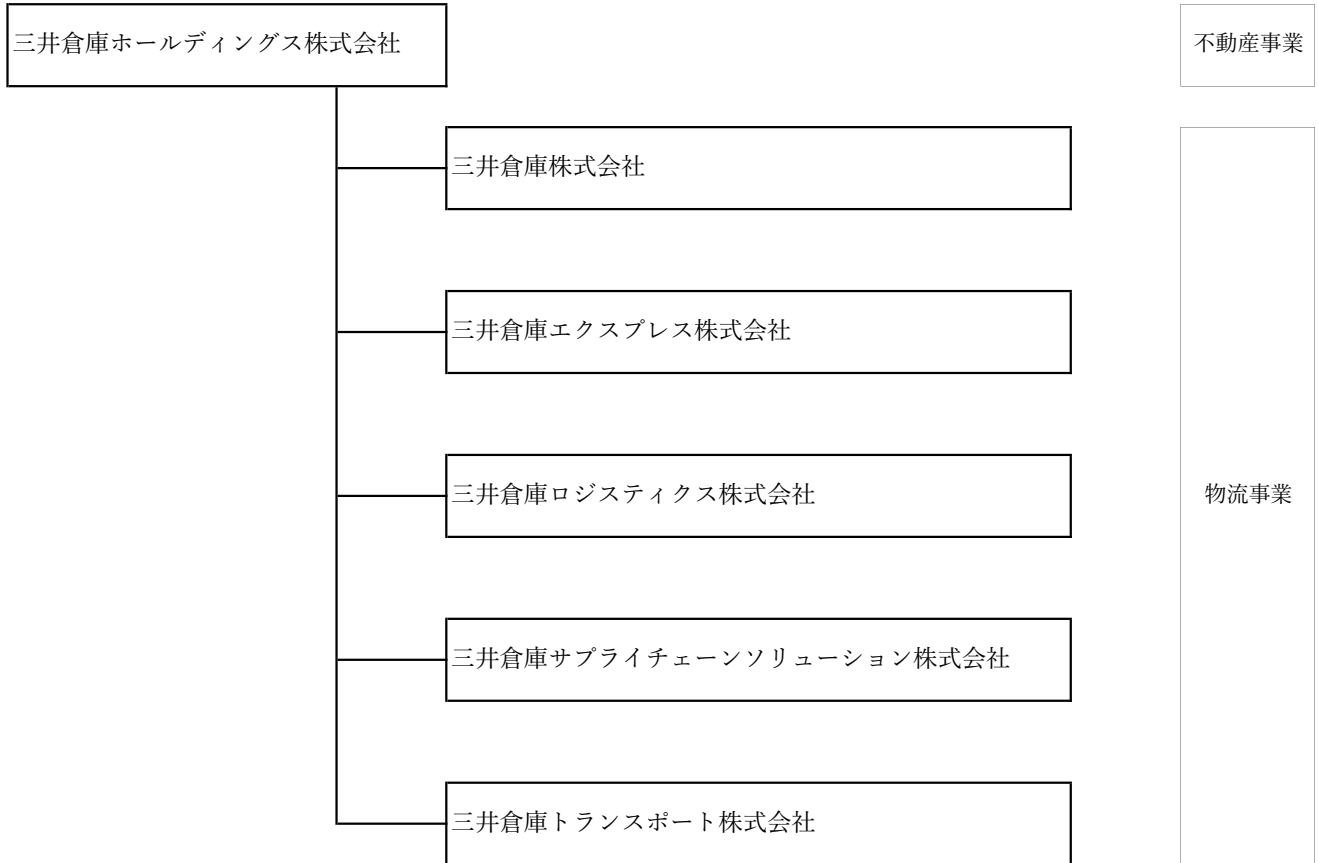 三井倉庫ホールディングス株式会社
不動産事業
三井倉庫株式会社
三井倉庫エクスプレス株式会社
三井倉庫ロジスティクス株式会社
物流事業
三井倉庫サプライチェーンソリューション株式会社
三井倉庫トランスポート株式会社